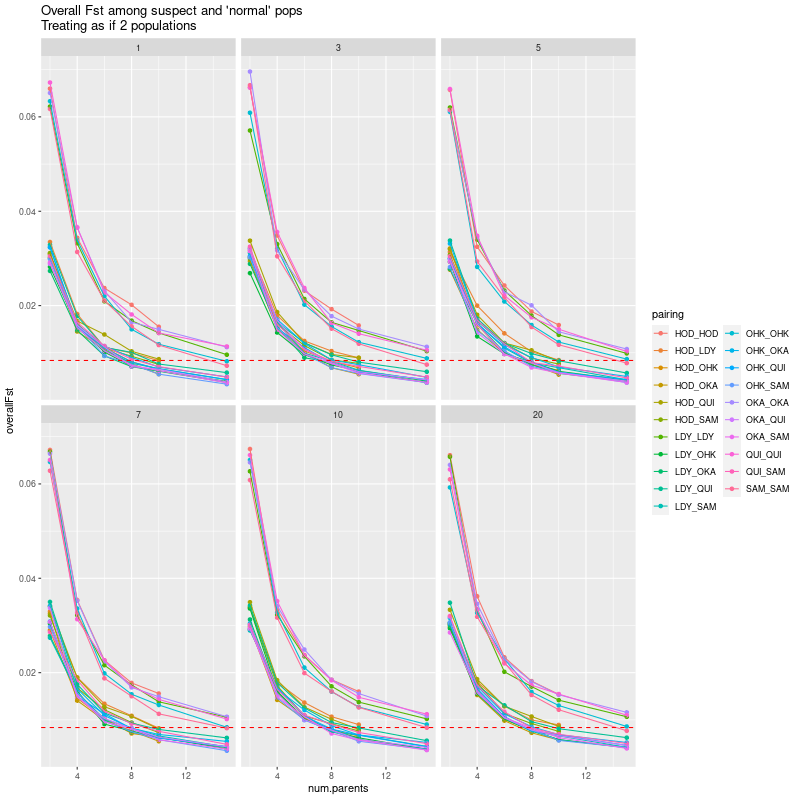 Overall Fst among suspect and 'normal' pops
Treating as if 2 populations
1
3
5
0.06
0.04
0.02
7
10
20
0.06
0.04
0.02
4
8
12
4
8
12
4
8
12
num.parents
overallFst
pairing
HOD_HOD
HOD_LDY
HOD_OHK
HOD_OKA
HOD_QUI
HOD_SAM
LDY_LDY
LDY_OHK
LDY_OKA
LDY_QUI
LDY_SAM
OHK_OHK
OHK_OKA
OHK_QUI
OHK_SAM
OKA_OKA
OKA_QUI
OKA_SAM
QUI_QUI
QUI_SAM
SAM_SAM